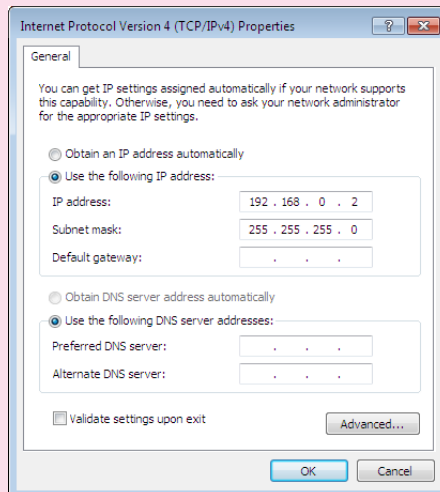 Internet Protocol Version 4 (TCP/IPv4) Properties
General
You can get IP settings assigned automatically if your network supports
this capability. Otherwise, you need to ask your network administrator
for the appropriate IP settings.
Obtain an IP address automatically
Use the following IP address:
IP address: 192 . 168 . 0 . 2
Subnet mask: 255 . 255 . 255 . 0
Default gateway: . . .
Obtain DNS server address automatically
Use the following DNS server addresses:
Preferred DNS server: . . .
Alternate DNS server: . . .
Validate settings upon exit
Advanced...
OK Cancel